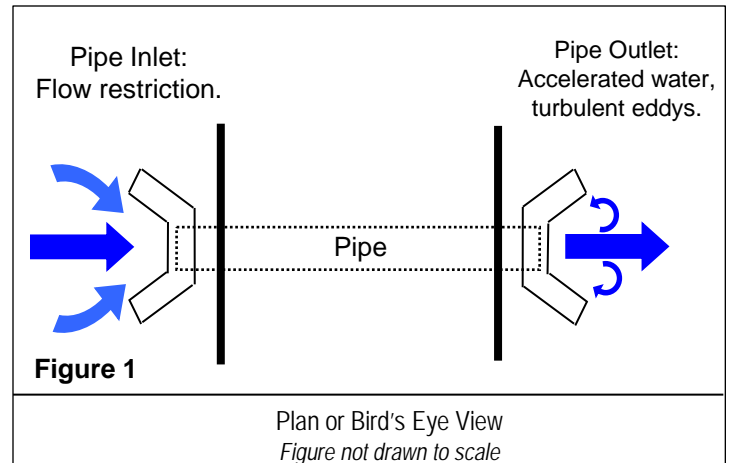 Pipe Inlet:
Flow restriction.
Pipe Outlet:
Accelerated water,
turbulent eddys.
Pipe
Figure 1
Plan or Bird's Eye View
Figure not drawn to scale